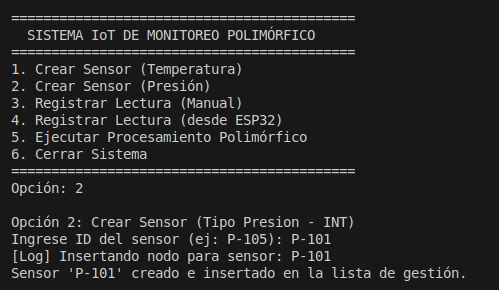 ===========================================
SISTEMA IoT DE MONITOREO POLIMÓRFICO
===========================================
1. Crear Sensor (Temperatura)
2. Crear Sensor (Presión)
3. Registrar Lectura (Manual)
4. Registrar Lectura (desde ESP32)
5. Ejecutar Procesamiento Polimórfico
6. Cerrar Sistema
===========================================
Opción: 2
Opción 2: Crear Sensor (Tipo Presion - INT)
Ingrese ID del sensor (ej: P-105): P-101
[Log] Insertando nodo para sensor: P-101
Sensor 'P-101' creado e insertado en la lista de gestión.